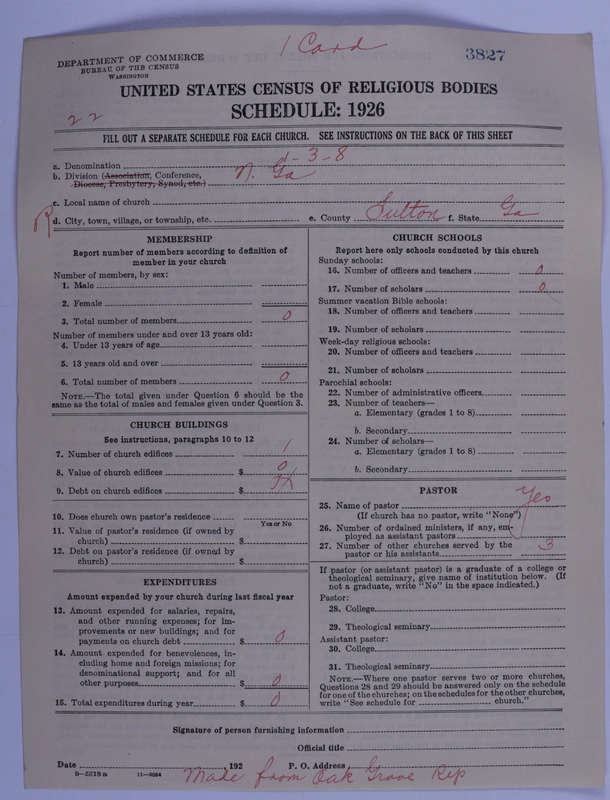 1 Card
3827
DEPARTMENT OF COMMERCE
BUREAU OF THE CENSUS
WASHINGTON
UNITED STATES CENSUS OF RELIGIOUS BODIES
22
SCHEDULE: 1926
FILL OUT A SEPARATE SCHEDULE FOR EACH CHURCH. SEE INSTRUCTIONS ON THE BACK OF THIS SHEET
a. Denomination 1-3-8
b. Division (Association, Conference, N. Ga
Diocese, Presbytery, Synod, etc.)
c. Local name of church
R d. City, town, village, or township, etc. e. County Fulton f. State Ga
MEMBERSHIP
Report number of members according to definition of
member in your church
Number of members, by sex:
1. Male
2. Female
3. Total number of members 0
Number of members under and over 13 years old:
4. Under 13 years of age
5. 13 years old and over
6. Total number of members 0
NOTE.—The total given under Question 6 should be the
same as the total of males and females given under Question 3.
CHURCH BUILDINGS
See instructions, paragraphs 10 to 12
7. Number of church edifices 1
8. Value of church edifices $ 0
9. Debt on church edifices $
10. Does church own pastor's residence
Yes or No
11. Value of pastor's residence (if owned by
church) $
12. Debt on pastor's residence (if owned by
church) $
EXPENDITURES
Amount expended by your church during last fiscal year
13. Amount expended for salaries, repairs,
and other running expenses; for im-
provements or new buildings; and for
payments on church debt $ 0
14. Amount expended for benevolences, in-
cluding home and foreign missions; for
denominational support; and for all
other purposes $ 0
15. Total expenditures during year $ 0
CHURCH SCHOOLS
Report here only schools conducted by this church
Sunday schools:
16. Number of officers and teachers 0
17. Number of scholars 0
Summer vacation Bible schools:
18. Number of officers and teachers
19. Number of scholars
Week-day religious schools:
20. Number of officers and teachers
21. Number of scholars
Parochial schools:
22. Number of administrative officers
23. Number of teachers—
a. Elementary (grades 1 to 8)
b. Secondary
24. Number of scholars—
a. Elementary (grades 1 to 8)
b. Secondary
PASTOR
25. Name of pastor Yes
(If church has no pastor, write "None")
26. Number of ordained ministers, if any, em-
ployed as assistant pastors
27. Number of other churches served by the
pastor or his assistants 3
If pastor (or assistant pastor) is a graduate of a college or
theological seminary, give name of institution below. (If
not a graduate, write "No" in the space indicated.)
Pastor:
28. College
29. Theological seminary
Assistant pastor:
30. College
31. Theological seminary
NOTE.—Where one pastor serves two or more churches,
Questions 28 and 29 should be answered only on the schedule
for one of the churches; on the schedules for the other churches,
write "See schedule for church."
Signature of person furnishing information
Official title
Date , 192 P. O. Address
8—5518 a 11—9084
Made from Oak Grove Rep